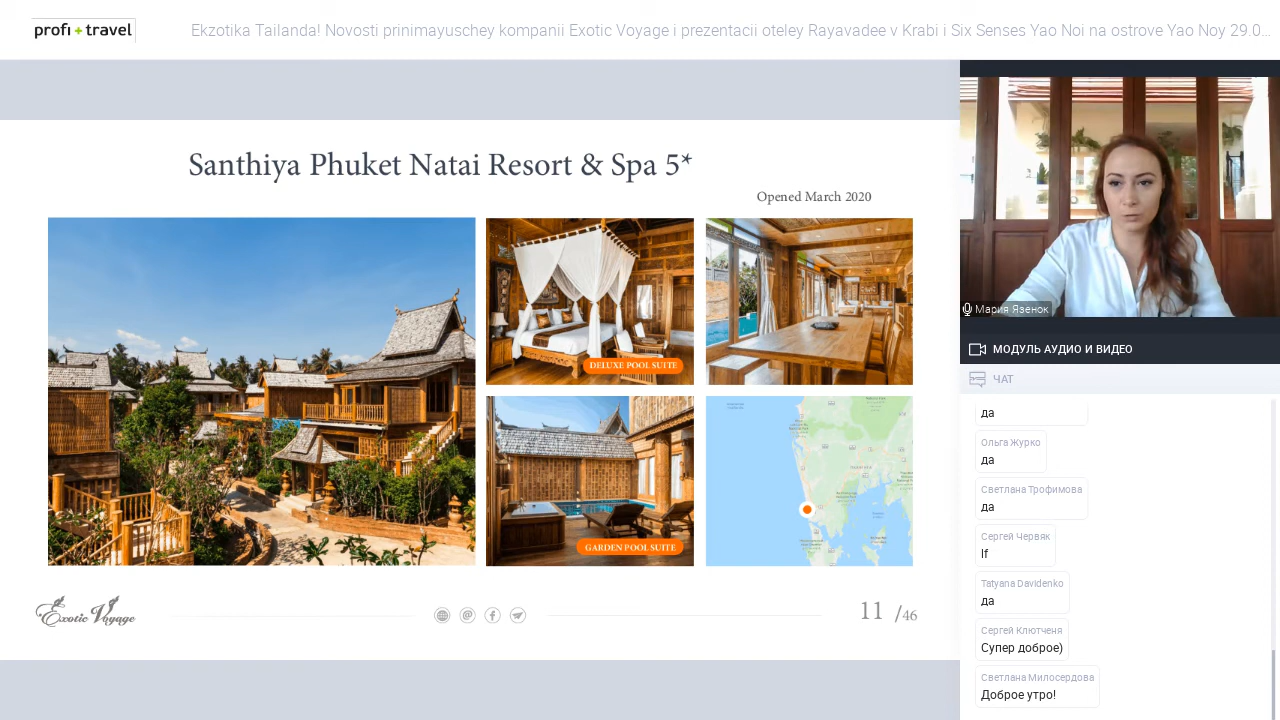 profi + travel
Ekzotika Tailanda! Novosti prinimayuschey kompanii Exotic Voyage i prezentacii oteley Rayavadee v Krabi i Six Senses Yao Noi na ostrove Yao Noy 29.0...
Santhiya Phuket Natai Resort & Spa 5*
Opened March 2020
DELUXE POOL SUITE
GARDEN POOL SUITE
Exotic Voyage
11 /46
Мария Язенок
МОДУЛЬ АУДИО И ВИДЕО
ЧАТ
да
Ольга Журко
да
Светлана Трофимова
да
Сергей Червяк
lf
Tatyana Davidenko
да
Сергей Клютченя
Супер доброе)
Светлана Милосердова
Доброе утро!